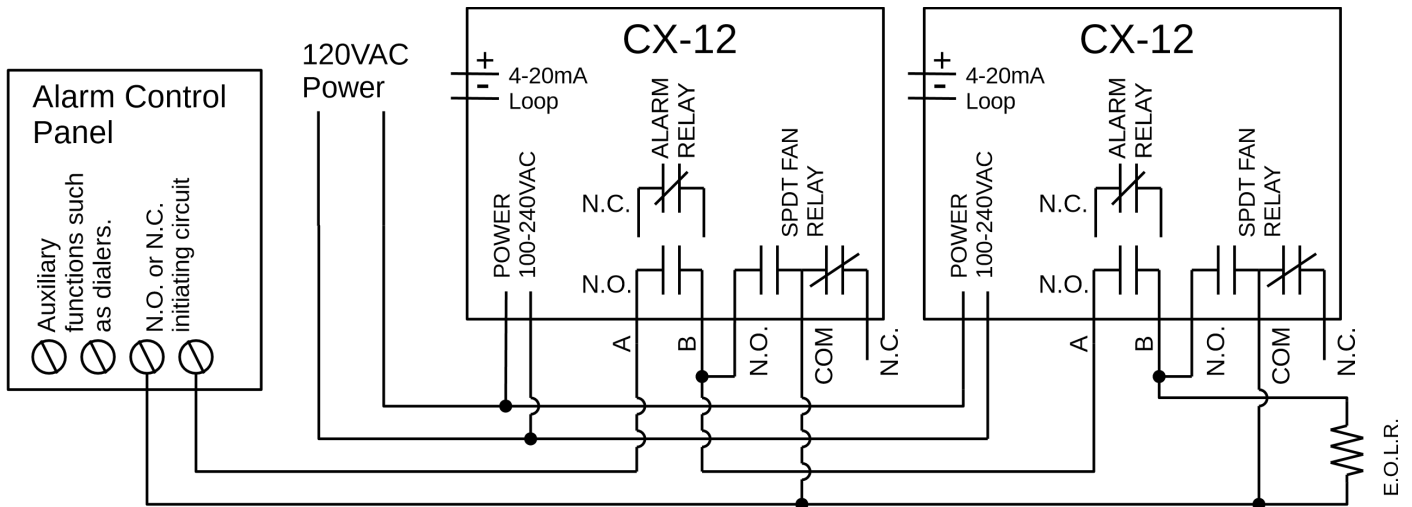 Alarm Control
Panel
Auxiliary
functions such
as dialers.
N.O. or N.C.
initiating circuit
120VAC
Power
CX-12
+
-
4-20mA
Loop
POWER
100-240VAC
ALARM
RELAY
N.C.
N.O.
SPDT FAN
RELAY
A
B
N.O.
COM
N.C.
CX-12
+
-
4-20mA
Loop
POWER
100-240VAC
ALARM
RELAY
N.C.
N.O.
SPDT FAN
RELAY
A
B
N.O.
COM
N.C.
E.O.L.R.